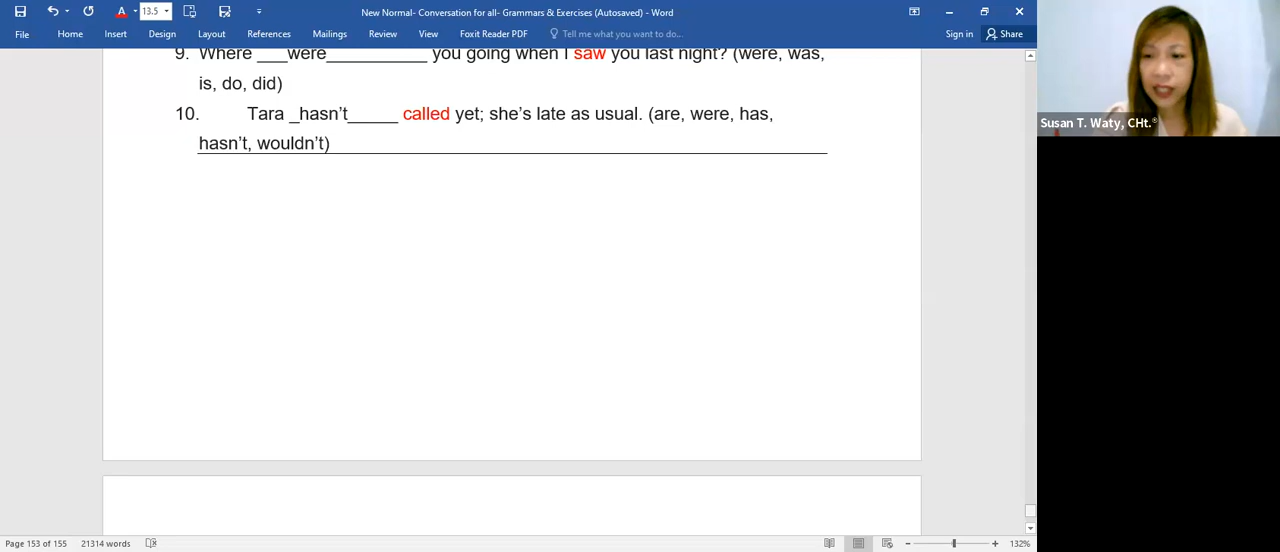 13.5
New Normal- Conversation for all- Grammars & Exercises (Autosaved) - Word
File Home Insert Design Layout References Mailings Review View Foxit Reader PDF Tell me what you want to do... Sign in Share
9. Where ___were__________ you going when I saw you last night? (were, was,
is, do, did)
10. Tara _hasn't_____ called yet; she's late as usual. (are, were, has,
hasn't, wouldn't)
Susan T. Waty, CHt.®
Page 153 of 155 21314 words 132%